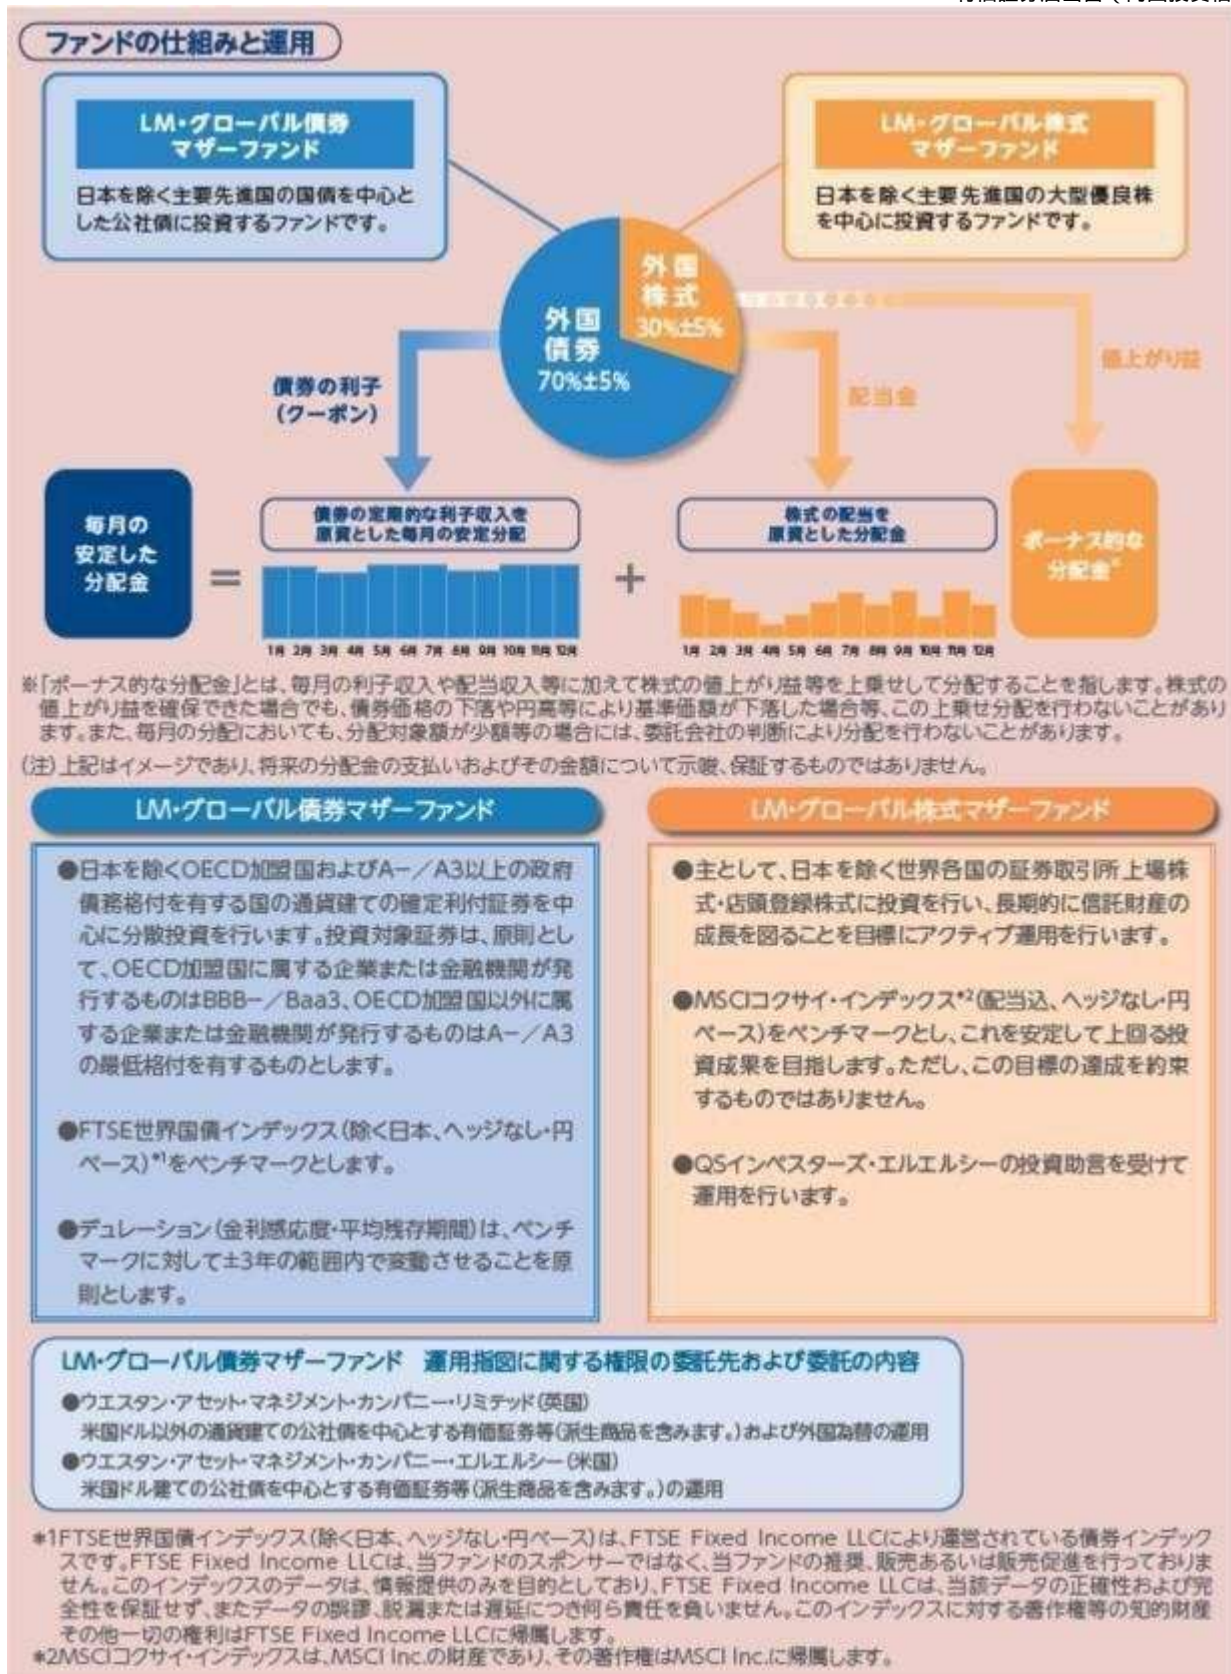 ファンドの仕組みと運用
LM・グローバル債券
マザーファンド
日本を除く主要先進国の国債を中心と
した公社債に投資するファンドです。
LM・グローバル株式
マザーファンド
日本を除く主要先進国の大型優良株
を中心に投資するファンドです。
外国
株式
30%±5%
外国
債券
70%±5%
債券の利子
(クーポン)
配当金
値上がり益
毎月の
安定した
分配金
=
債券の定期的な利子収入を
原資とした毎月の安定分配
1月 2月 3月 4月 5月 6月 7月 8月 9月 10月 11月 12月
+
株式の配当を
原資とした分配金
1月 2月 3月 4月 5月 6月 7月 8月 9月 10月 11月 12月
ボーナス的な
分配金※
※「ボーナス的な分配金」とは、毎月の利子収入や配当収入等に加えて株式の値上がり益等を上乗せして分配することを指します。株式の
値上がり益を確保できた場合でも、債券価格の下落や円高等により基準価額が下落した場合等、この上乗せ分配を行わないことがあり
ます。また、毎月の分配においても、分配対象額が少額等の場合には、委託会社の判断により分配を行わないことがあります。
(注)上記はイメージであり、将来の分配金の支払いおよびその金額について示唆、保証するものではありません。
LM・グローバル債券マザーファンド
●日本を除くOECD加盟国およびA−／A3以上の政府
債務格付を有する国の通貨建ての確定利付証券を中
心に分散投資を行います。投資対象証券は、原則とし
て、OECD加盟国に属する企業または金融機関が発
行するものはBBB−／Baa3、OECD加盟国以外に属
する企業または金融機関が発行するものはA−／A3
の最低格付を有するものとします。
●FTSE世界国債インデックス(除く日本、ヘッジなし・円
ベース)*1をベンチマークとします。
●デュレーション(金利感応度・平均残存期間)は、ベンチ
マークに対して±3年の範囲内で変動させることを原
則とします。
LM・グローバル株式マザーファンド
●主として、日本を除く世界各国の証券取引所上場株
式・店頭登録株式に投資を行い、長期的に信託財産の
成長を図ることを目標にアクティブ運用を行います。
●MSCIコクサイ・インデックス*2(配当込、ヘッジなし・円
ベース)をベンチマークとし、これを安定して上回る投
資成果を目指します。ただし、この目標の達成を約束
するものではありません。
●QSインベスターズ・エルエルシーの投資助言を受けて
運用を行います。
LM・グローバル債券マザーファンド　運用指図に関する権限の委託先および委託の内容
●ウエスタン・アセット・マネジメント・カンパニー・リミテッド(英国)
米国ドル以外の通貨建ての公社債を中心とする有価証券等(派生商品を含みます。)および外国為替の運用
●ウエスタン・アセット・マネジメント・カンパニー・エルエルシー(米国)
米国ドル建ての公社債を中心とする有価証券等(派生商品を含みます。)の運用
*1FTSE世界国債インデックス(除く日本、ヘッジなし・円ベース)は、FTSE Fixed Income LLCにより運営されている債券インデック
スです。FTSE Fixed Income LLCは、当ファンドのスポンサーではなく、当ファンドの推奨、販売あるいは販売促進を行っておりま
せん。このインデックスのデータは、情報提供のみを目的としており、FTSE Fixed Income LLCは、当該データの正確性および完
全性を保証せず、またデータの誤謬、脱漏または遅延につき何ら責任を負いません。このインデックスに対する著作権等の知的財産
その他一切の権利はFTSE Fixed Income LLCに帰属します。
*2MSCIコクサイ・インデックスは、MSCI Inc.の財産であり、その著作権はMSCI Inc.に帰属します。